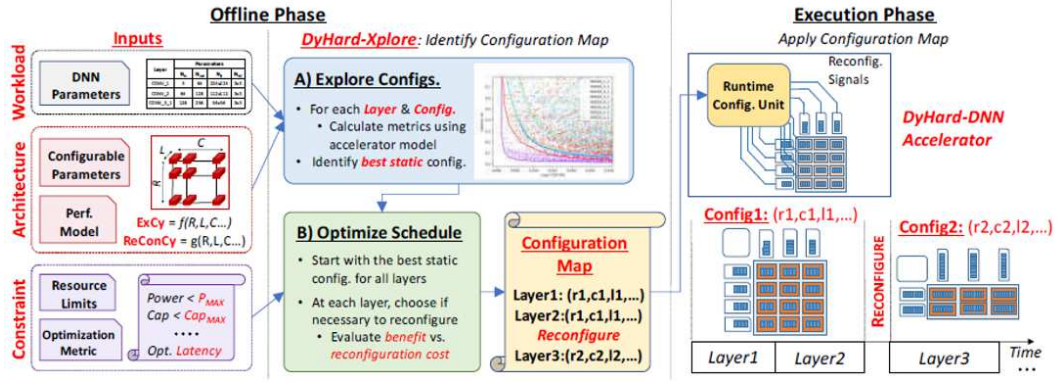 Offline Phase
Execution Phase
Inputs
DyHard-Xplore: Identify Configuration Map
Apply Configuration Map
Workload
DNN
Parameters
Layer
Parameters
A) Explore Configs.
• For each Layer & Config.
• Calculate metrics using
accelerator model
• Identify best static config.
Runtime
Config. Unit
Reconfig.
Signals
DyHard-DNN
Accelerator
Architecture
Configurable
Parameters
L
C
R
Perf.
Model
ExCy = f(R,L,C...)
ReConCy = g(R,L,C...)
B) Optimize Schedule
• Start with the best static
config. for all layers
• At each layer, choose if
necessary to reconfigure
• Evaluate benefit vs.
reconfiguration cost
Configuration
Map
Layer1: (r1,c1,l1,...)
Layer2:(r1,c1,l1,...)
Reconfigure
Layer3: (r2,c2,l2,...)
Config1: (r1,c1,l1,...)
RECONFIGURE
Config2: (r2,c2,l2,...)
Constraint
Resource
Limits
Optimization
Metric
Power < PMAX
Cap < CapMAX
....
Opt. Latency
Layer1
Layer2
Layer3
Time
...